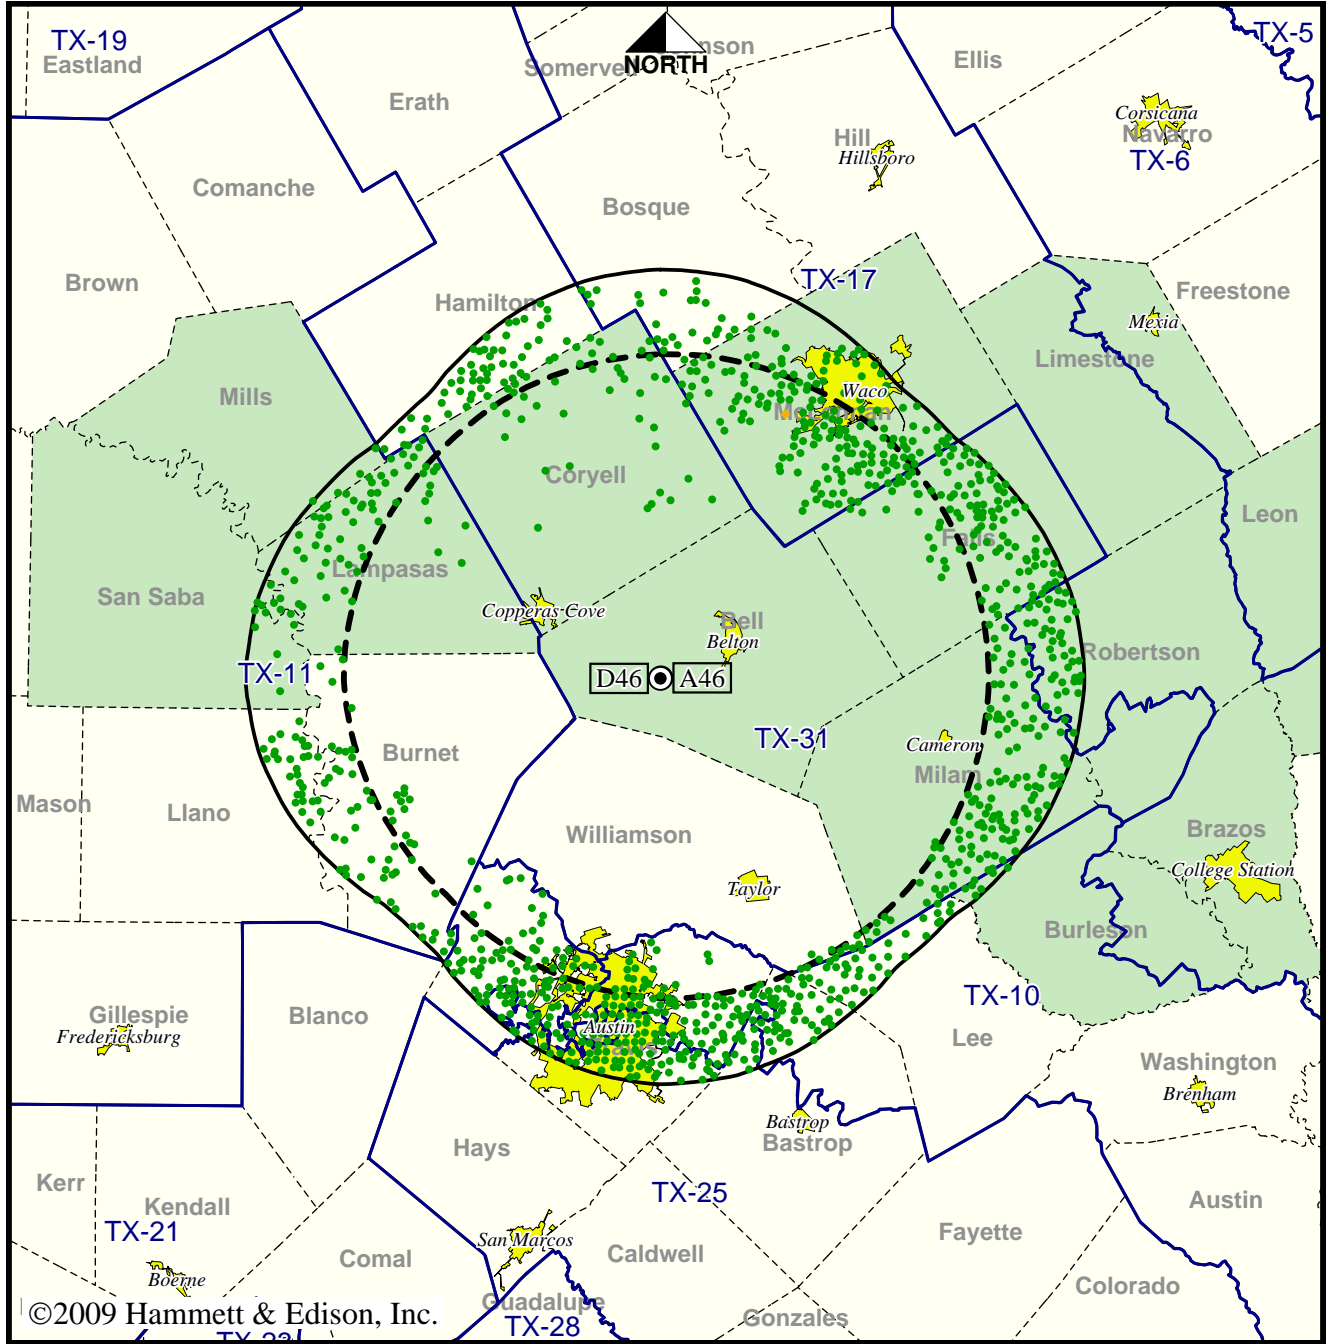 TX-19
Eastland
Erath
Somervell
Johnson
NORTH
Ellis
TX-5
Corsicana
Navarro
TX-6
Hill
Hillsboro
Comanche
Bosque
Brown
Hamilton
TX-17
Freestone
Mexia
Limestone
Mills
Waco
McLennan
Coryell
Leon
Falls
Lampasas
San Saba
Copperas Cove
Bell
Belton
Robertson
TX-11
D46
A46
TX-31
Cameron
Milam
Burnet
Mason
Llano
Williamson
Brazos
College Station
Taylor
Burleson
TX-10
Gillespie
Fredericksburg
Blanco
Austin
Lee
Washington
Brenham
Bastrop
Bastrop
Hays
Kerr
Kendall
TX-21
TX-25
Austin
San Marcos
Caldwell
Fayette
Comal
Boerne
Colorado
Guadalupe
©2009 Hammett & Edison, Inc.
TX-28
Gonzales